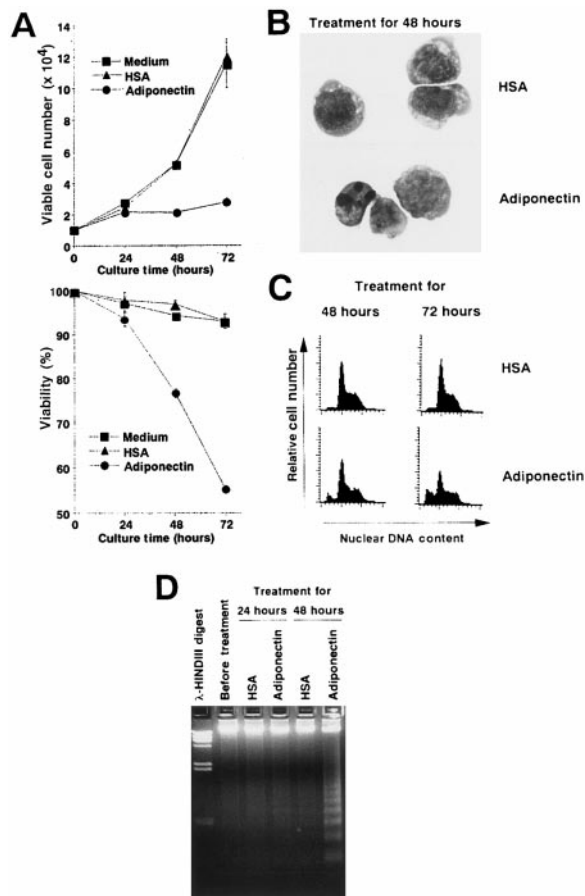 A
Viable cell number (x 10⁴)
14
12
10
8
6
4
2
0
Medium
HSA
Adiponectin
0 24 48 72
Culture time (hours)
Viability (%)
100
90
80
70
60
50
Medium
HSA
Adiponectin
0 24 48 72
Culture time (hours)
B
Treatment for 48 hours
HSA
Adiponectin
C
Treatment for
48 hours 72 hours
Relative cell number
HSA
Adiponectin
Nuclear DNA content
D
Treatment for
24 hours 48 hours
λ-HINDIII digest
Before treatment
HSA
Adiponectin
HSA
Adiponectin